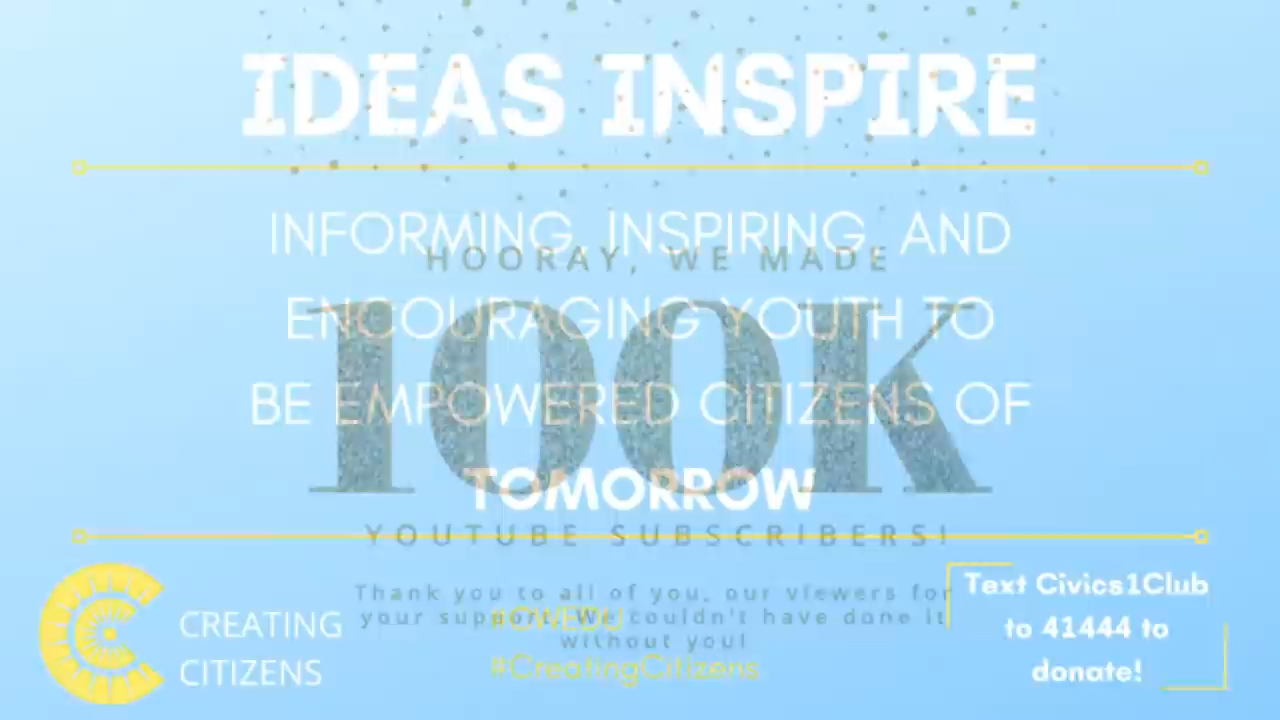 IDEAS INSPIRE
INFORMING, INSPIRING, AND
HOORAY, WE MADE
ENCOURAGING YOUTH TO
100K
BE EMPOWERED CITIZENS OF
TOMORROW
YOUTUBE SUBSCRIBERS!
Thank you to all of you, our viewers for
your support. We couldn't have done it
without you!
#OWEDU
#CreatingCitizens
CREATING
CITIZENS
Text Civics1Club
to 41444 to
donate!